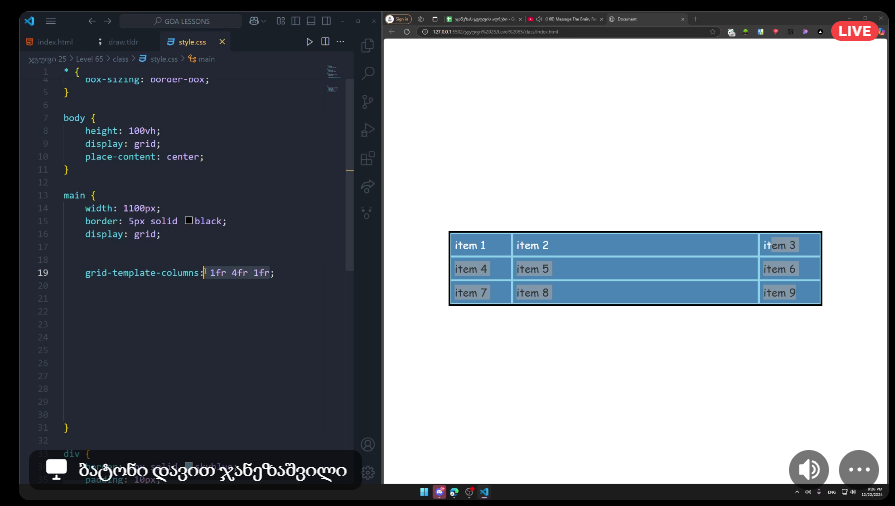 GOA LESSONS
index.html
draw.tldr
style.css
Level 65 > class > style.css > main
1
* {
4
box-sizing: border-box;
5
}
6
7
body {
8
height: 100vh;
9
display: grid;
10
place-content: center;
11
}
12
13
main {
14
width: 1100px;
15
border: 5px solid black;
16
display: grid;
17
18
19
grid-template-columns: 1fr 4fr 1fr;
20
21
22
23
24
25
26
27
28
29
30
31
}
32
33
div {
padding: 10px;
ბატონი დავით ჯანეზაშვილი
Sign in
Document
LIVE
item 1 item 2 item 3
item 4 item 5 item 6
item 7 item 8 item 9
ENG